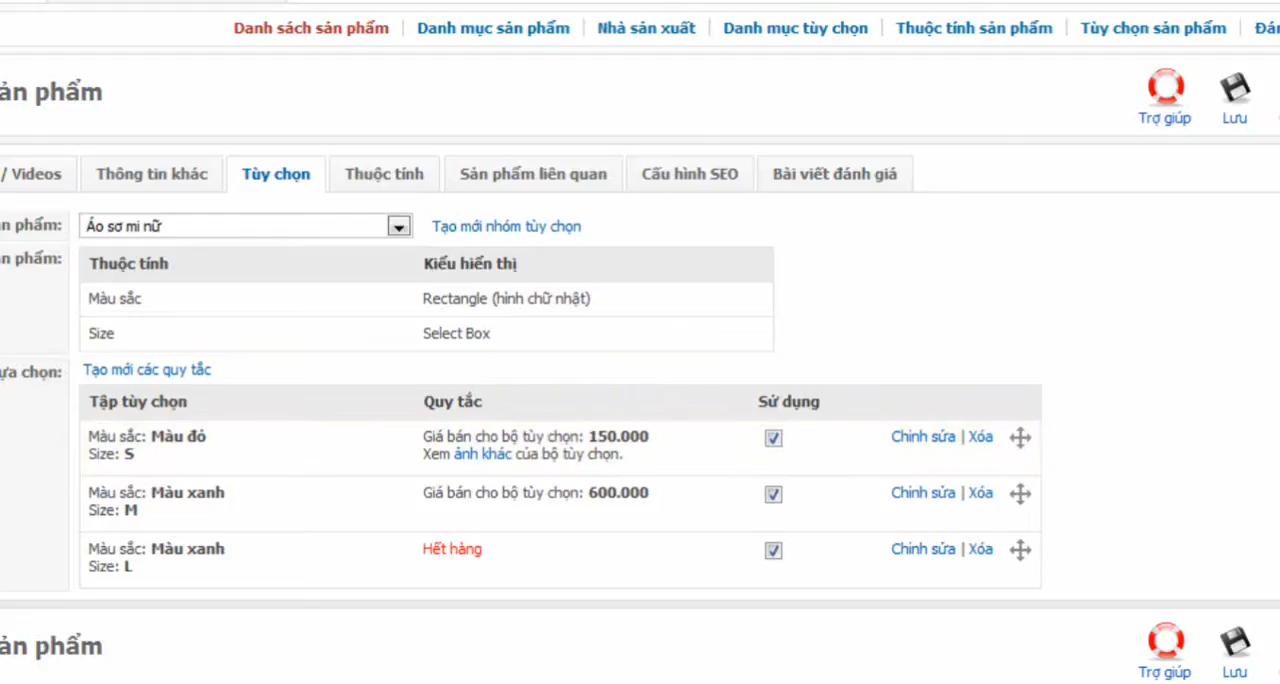 Danh sách sản phẩm | Danh mục sản phẩm | Nhà sản xuất | Danh mục tùy chọn | Thuộc tính sản phẩm | Tùy chọn sản phẩm |
phẩm
Trợ giúp Lưu
/ Videos Thông tin khác Tùy chọn Thuộc tính Sản phẩm liên quan Cấu hình SEO Bài viết đánh giá
phẩm: Áo sơ mi nữ Tạo mới nhóm tùy chọn
phẩm:
Thuộc tính Kiểu hiển thị
Màu sắc Rectangle (hình chữ nhật)
Size Select Box
chọn: Tạo mới các quy tắc
Tập tùy chọn Quy tắc Sử dụng
Màu sắc: Màu đỏ Giá bán cho bộ tùy chọn: 150.000 Chỉnh sửa | Xóa
Size: S Xem ảnh khác của bộ tùy chọn.
Màu sắc: Màu xanh Giá bán cho bộ tùy chọn: 600.000 Chỉnh sửa | Xóa
Size: M
Màu sắc: Màu xanh Hết hàng Chỉnh sửa | Xóa
Size: L
phẩm
Trợ giúp Lưu